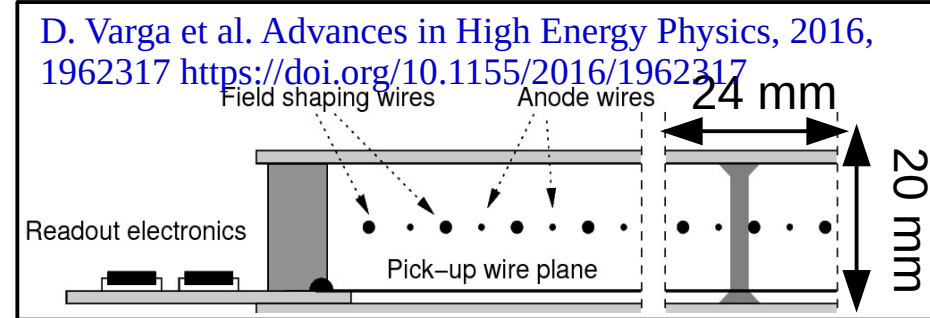 D. Varga et al. Advances in High Energy Physics, 2016,
1962317 https://doi.org/10.1155/2016/1962317
Field shaping wires
Anode wires
24 mm
20 mm
Readout electronics
Pick–up wire plane